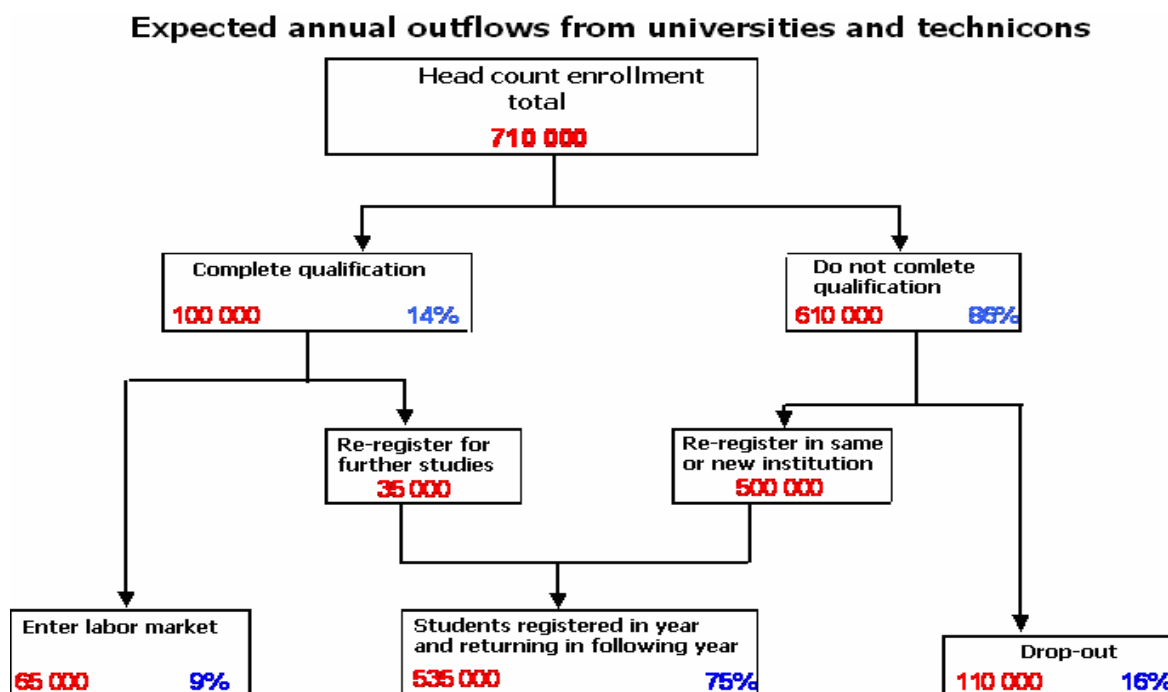 Expected annual outflows from universities and technicons
Head count enrollment
total
710 000
Complete qualification
100 000 14%
Do not comlete
qualification
610 000 86%
Re-register for
further studies
35 000
Re-register in same
or new institution
500 000
Enter labor market
65 000 9%
Students registered in year
and returning in following year
535 000 75%
Drop-out
110 000 16%